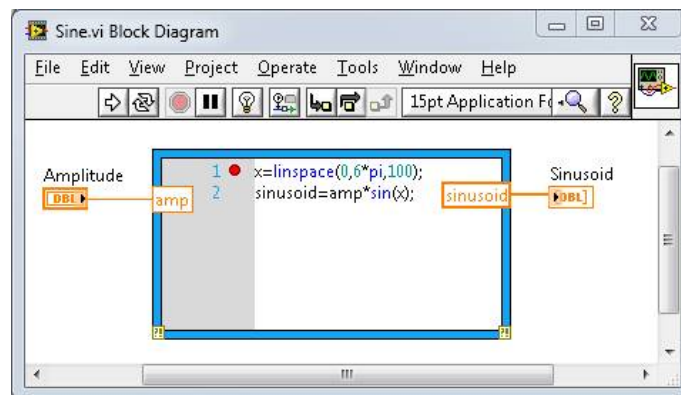 Sine.vi Block Diagram
File Edit View Project Operate Tools Window Help
15pt Application Fo
Amplitude
DBL
amp
1 x=linspace(0,6*pi,100);
2 sinusoid=amp*sin(x);
sinusoid
Sinusoid
DBL]